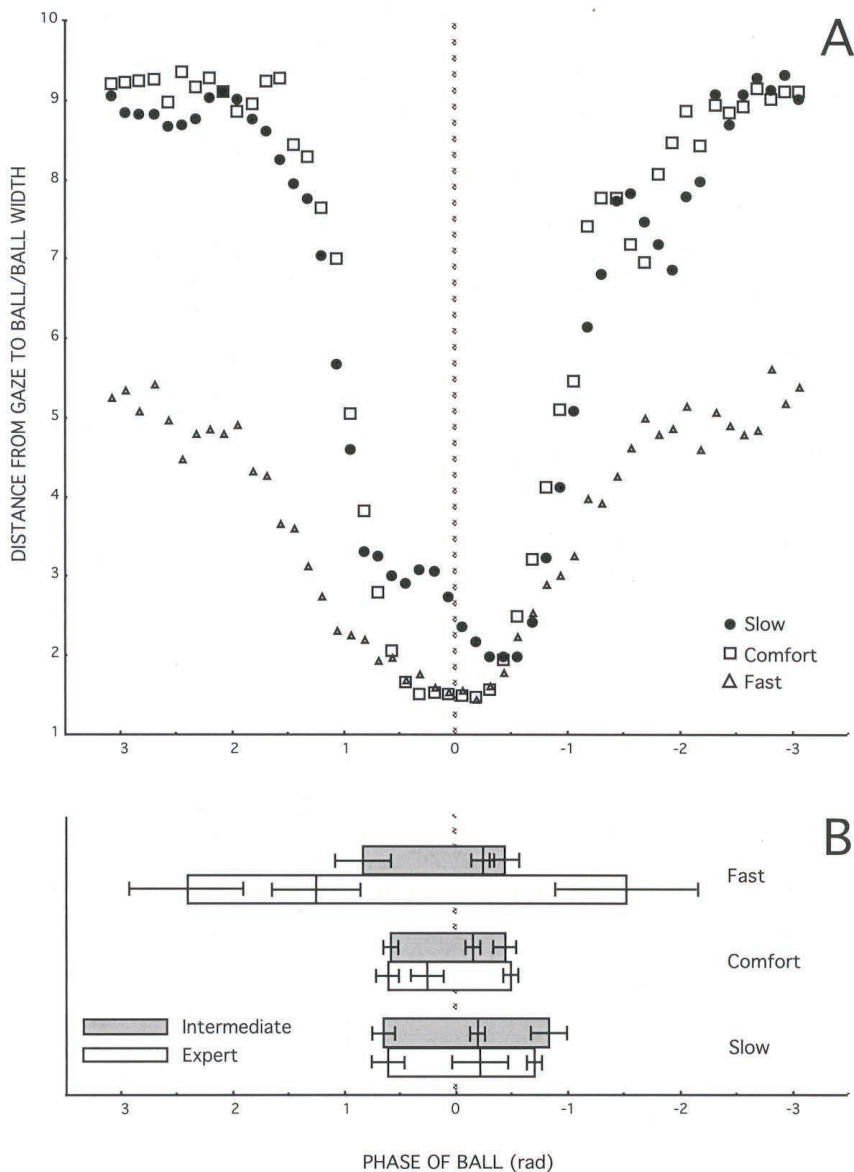 A
10
9
8
7
6
5
4
3
2
1
DISTANCE FROM GAZE TO BALL/BALL WIDTH
Slow
Comfort
Fast
3 2 1 0 -1 -2 -3
B
Fast
Comfort
Slow
Intermediate
Expert
3 2 1 0 -1 -2 -3
PHASE OF BALL (rad)